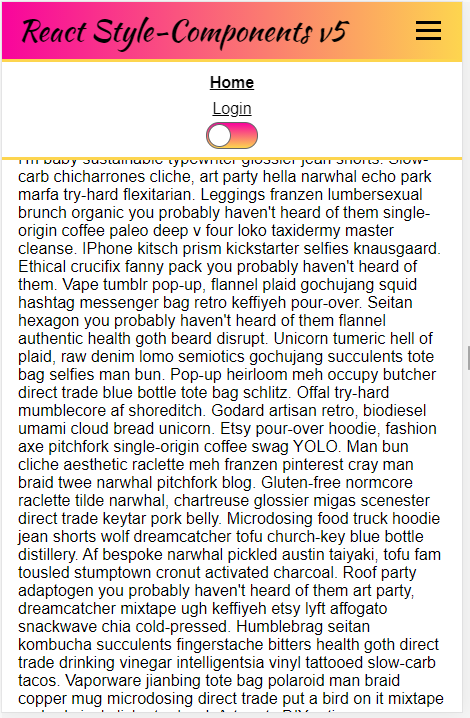 React Style-Components v5
Home
Login
I'm baby sustainable typewriter glossier jean shorts. Slow-
carb chicharrones cliche, art party hella narwhal echo park
marfa try-hard flexitarian. Leggings franzen lumbersexual
brunch organic you probably haven't heard of them single-
origin coffee paleo deep v four loko taxidermy master
cleanse. IPhone kitsch prism kickstarter selfies knausgaard.
Ethical crucifix fanny pack you probably haven't heard of
them. Vape tumblr pop-up, flannel plaid gochujang squid
hashtag messenger bag retro keffiyeh pour-over. Seitan
hexagon you probably haven't heard of them flannel
authentic health goth beard disrupt. Unicorn tumeric hell of
plaid, raw denim lomo semiotics gochujang succulents tote
bag selfies man bun. Pop-up heirloom meh occupy butcher
direct trade blue bottle tote bag schlitz. Offal try-hard
mumblecore af shoreditch. Godard artisan retro, biodiesel
umami cloud bread unicorn. Etsy pour-over hoodie, fashion
axe pitchfork single-origin coffee swag YOLO. Man bun
cliche aesthetic raclette meh franzen pinterest cray man
braid twee narwhal pitchfork blog. Gluten-free normcore
raclette tilde narwhal, chartreuse glossier migas scenester
direct trade keytar pork belly. Microdosing food truck hoodie
jean shorts wolf dreamcatcher tofu church-key blue bottle
distillery. Af bespoke narwhal pickled austin taiyaki, tofu fam
tousled stumptown cronut activated charcoal. Roof party
adaptogen you probably haven't heard of them art party,
dreamcatcher mixtape ugh keffiyeh etsy lyft affogato
snackwave chia cold-pressed. Humblebrag seitan
kombucha succulents fingerstache bitters health goth direct
trade drinking vinegar intelligentsia vinyl tattooed slow-carb
tacos. Vaporware jianbing tote bag polaroid man braid
copper mug microdosing direct trade put a bird on it mixtape